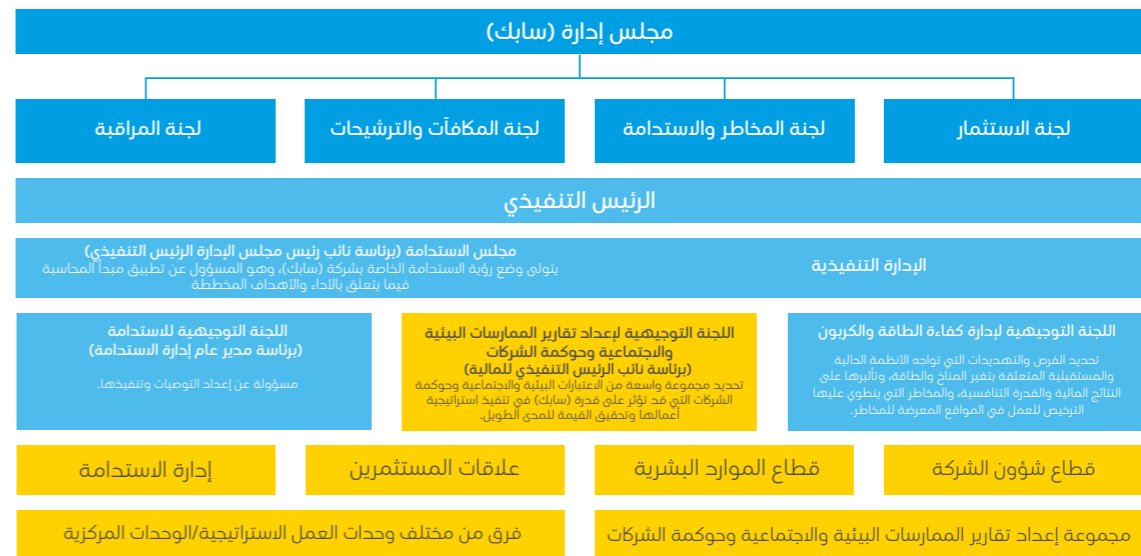 مجلس إدارة (سابك)
لجنة الاستثمار
لجنة المخاطر والاستدامة
لجنة المكافآت والترشيحات
لجنة المراقبة
الرئيس التنفيذي
الإدارة التنفيذية
مجلس الاستدامة (برئاسة نائب رئيس مجلس الإدارة الرئيس التنفيذي)
يتولى وضع رؤية الاستدامة الخاصة بشركة (سابك)، وهو المسؤول عن تطبيق مبدأ المحاسبة
فيما يتعلق بالأداء والأهداف المخططة
اللجنة التوجيهية لإدارة كفاءة الطاقة والكربون
تحديد الفرص والتهديدات التي تواجه الأنظمة الحالية
والمستقبلية المتعلقة بتغير المناخ والطاقة، وتأثيرها على
النتائج المالية والقدرة التنافسية، والمخاطر التي ينطوي عليها
الترخيص للعمل في المواقع المعرضة للمخاطر.
اللجنة التوجيهية لإعداد تقارير الممارسات البيئية
والاجتماعية وحوكمة الشركات
(برئاسة نائب الرئيس التنفيذي للمالية)
تحديد مجموعة واسعة من الاعتبارات البيئية والاجتماعية وحوكمة
الشركات التي قد تؤثر على قدرة (سابك) في تنفيذ استراتيجية
أعمالها وتحقيق القيمة للمدى الطويل.
اللجنة التوجيهية للاستدامة
(برئاسة مدير عام إدارة الاستدامة)
مسؤولة عن إعداد التوصيات وتنفيذها.
قطاع شؤون الشركة
قطاع الموارد البشرية
علاقات المستثمرين
إدارة الاستدامة
مجموعة إعداد تقارير الممارسات البيئية والاجتماعية وحوكمة الشركات
فرق من مختلف وحدات العمل الاستراتيجية/الوحدات المركزية